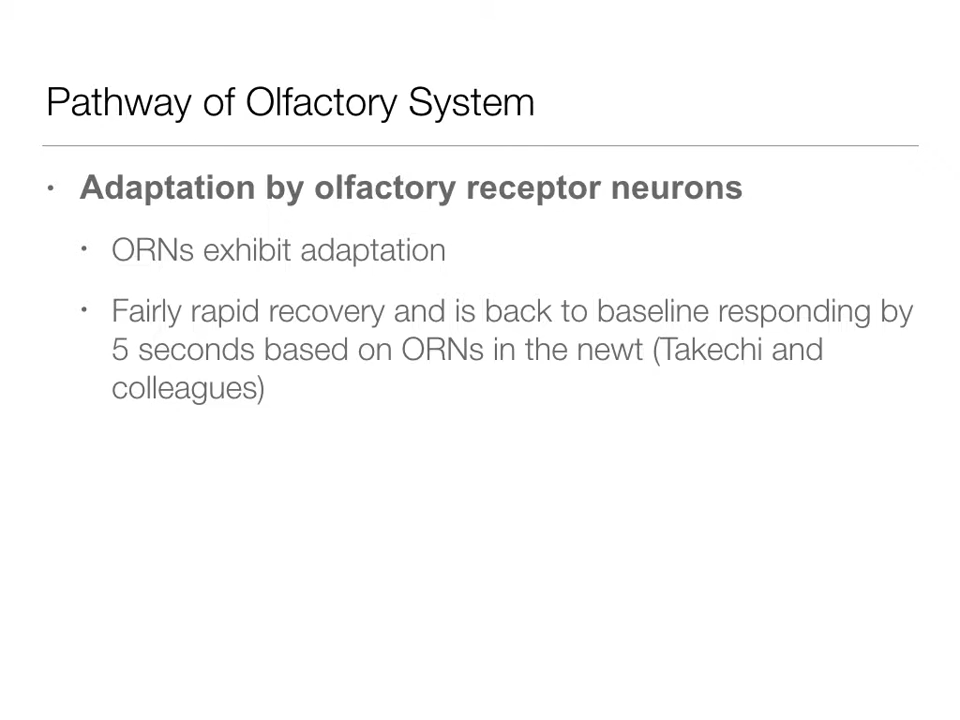 Pathway of Olfactory System
• Adaptation by olfactory receptor neurons
• ORNs exhibit adaptation
• Fairly rapid recovery and is back to baseline responding by
5 seconds based on ORNs in the newt (Takechi and
colleagues)